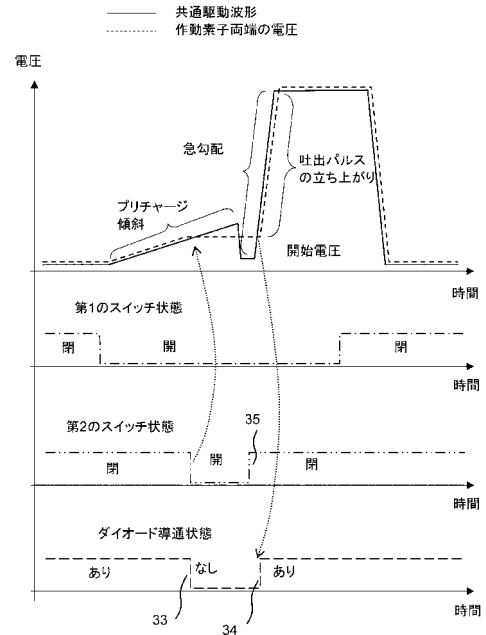 共通駆動波形
作動素子両端の電圧
電圧
急勾配
吐出パルス
の立ち上がり
プリチャージ
傾斜
開始電圧
時間
第1のスイッチ状態
閉
開
閉
時間
第2のスイッチ状態
35
閉
開
閉
時間
ダイオード導通状態
あり
なし
あり
33
34
時間